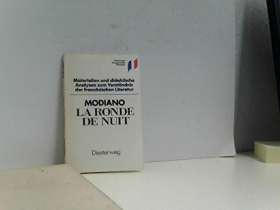 Materialien und didaktische
Analysen zum Verständnis
der französischen Literatur
MODIANO
LA RONDE
DE NUIT
Diesterweg